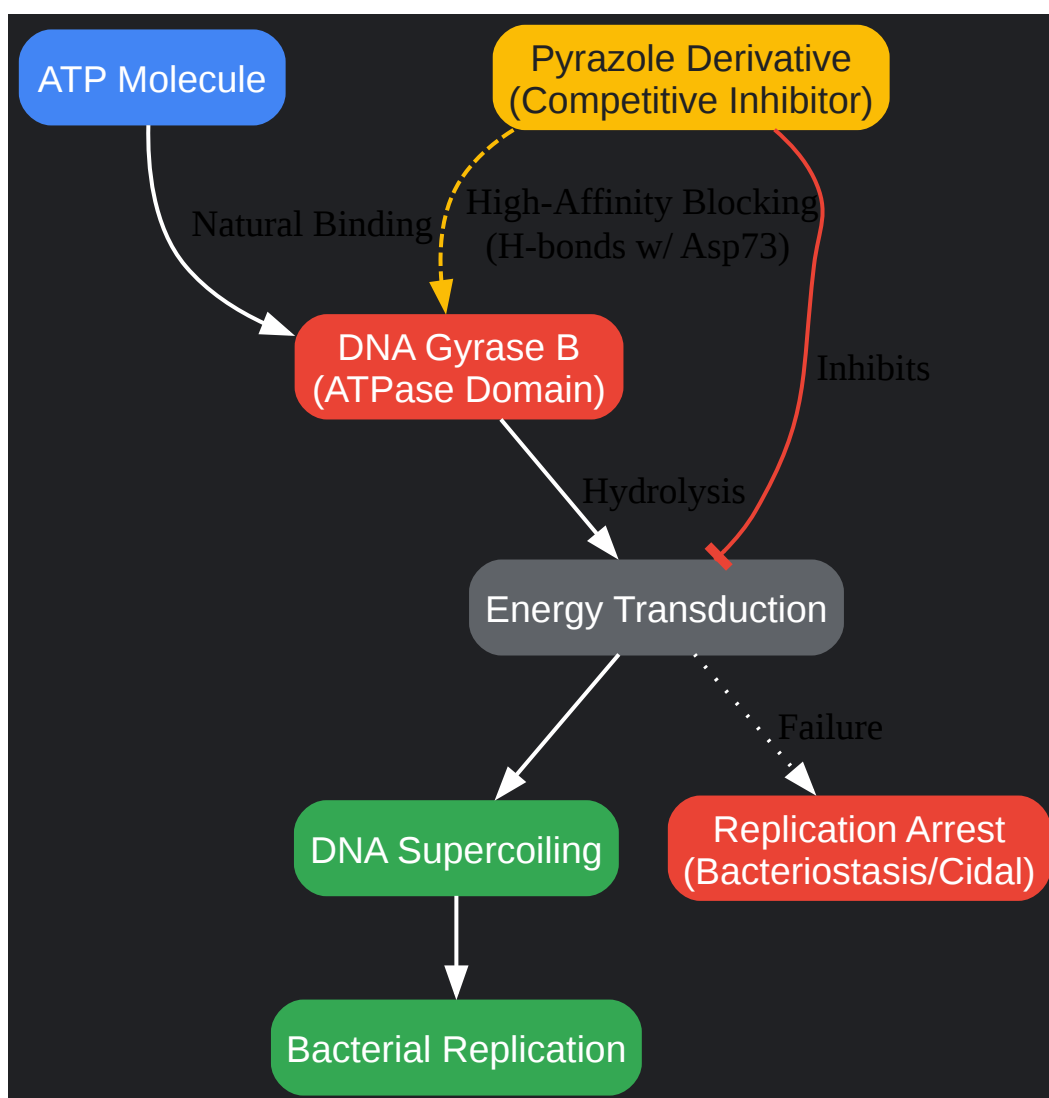 ATP Molecule
Pyrazole Derivative
(Competitive Inhibitor)
Natural Binding
High-Affinity Blocking
(H-bonds w/ Asp73)
DNA Gyrase B
(ATPase Domain)
Inhibits
Hydrolysis
Energy Transduction
Failure
DNA Supercoiling
Replication Arrest
(Bacteriostasis/Cidal)
Bacterial Replication